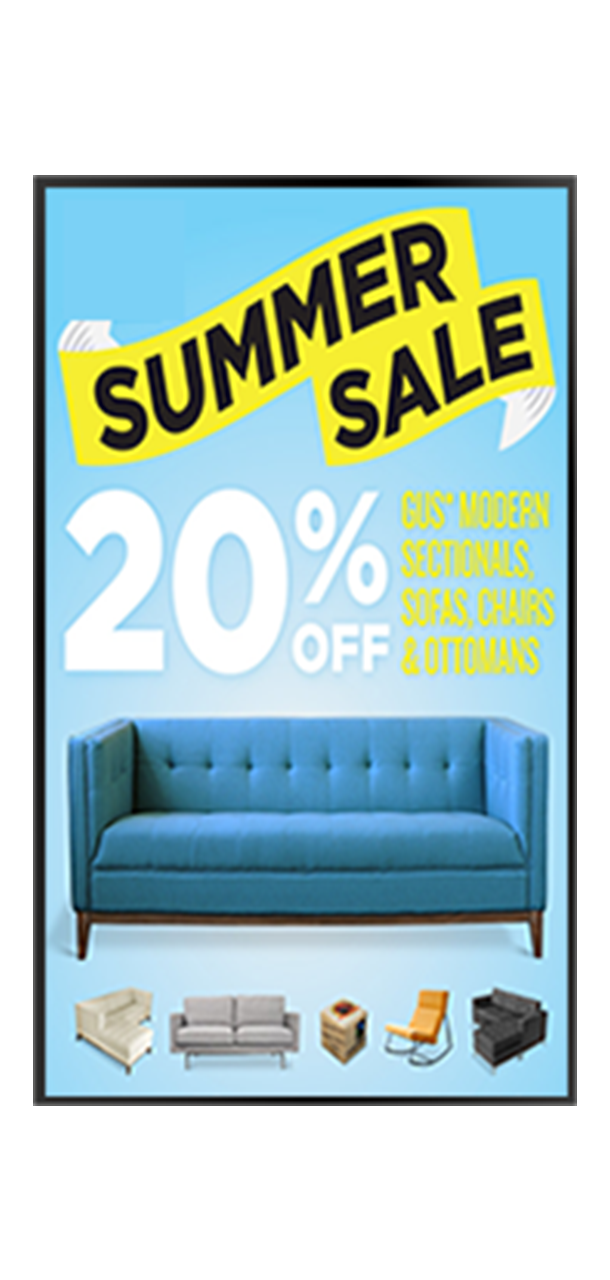 SUMMER
SALE
20%
OFF
GUS* MODERN
SECTIONALS,
SOFAS, CHAIRS
& OTTOMANS